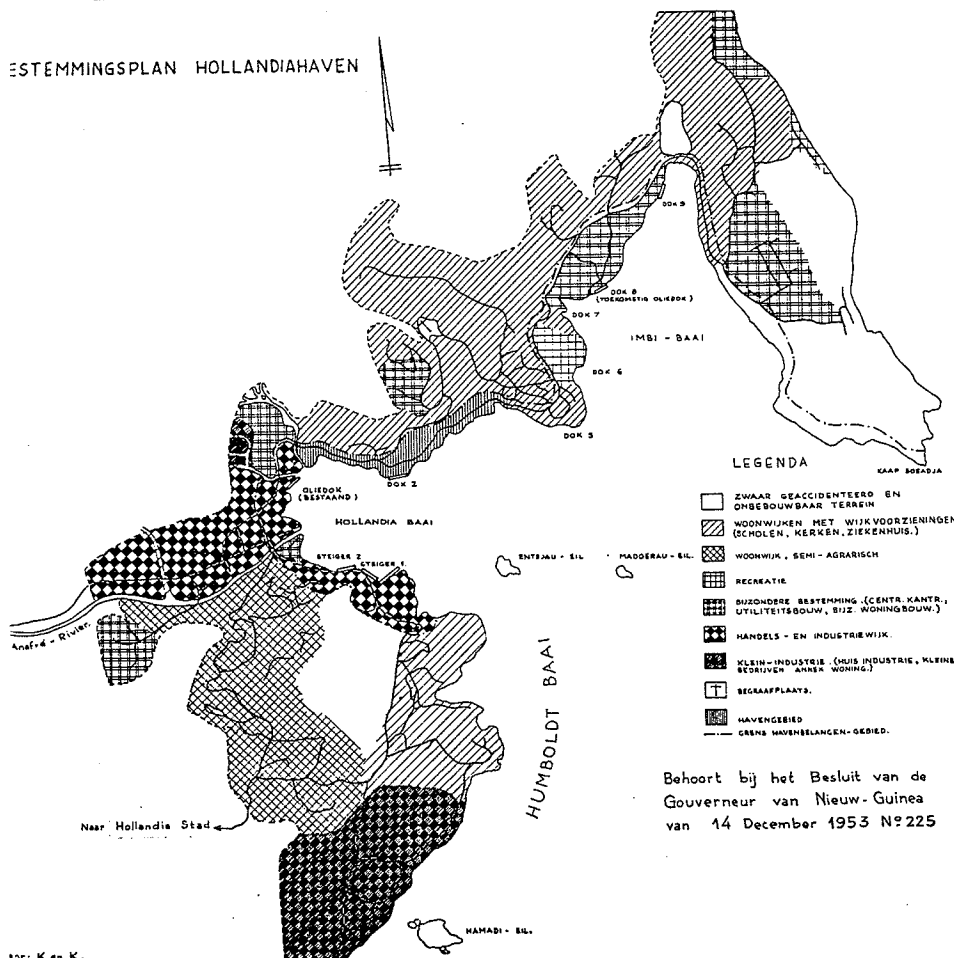 ESTEMMINGSPLAN HOLLANDIAHAVEN
DOK 9
DOK 8
(TOEKOMSTIG OLIEDOK)
DOK 7
IMBI - BAAI
DOK 6
DOK 5
KAAP SOEADJA
DOK 2
OLIEDOK
(BESTAAND)
HOLLANDIA BAAI
STEIGER 2
STEIGER 1.
ENTSJAU - EIL
MADOERAU - EIL.
Anafré - Rivier.
HUMBOLDT BAAI
Naar Hollandia Stad
HAMADI - EIL.
LEGENDA
ZWAAR GEACCIDENTEERD EN
ONBEBOUWBAAR TERREIN
WOONWIJKEN MET WIJKVOORZIENINGEN
(SCHOLEN, KERKEN, ZIEKENHUIS.)
WOONWIJK, SEMI - AGRARISCH
RECREATIE
BIJZONDERE BESTEMMING.(CENTR. KANTR.,
UTILITEITSBOUW, BIJZ. WONINGBOUW.)
HANDELS - EN INDUSTRIEWIJK.
KLEIN - INDUSTRIE.(HUIS INDUSTRIE, KLEINE
BEDRIJVEN ANNEX WONING.)
BEGRAAFPLAATS.
HAVENGEBIED
GRENS HAVENBELANGEN - GEBIED.
Behoort bij het Besluit van de
Gouverneur van Nieuw - Guinea
van 14 December 1953 Nº 225
K en K.